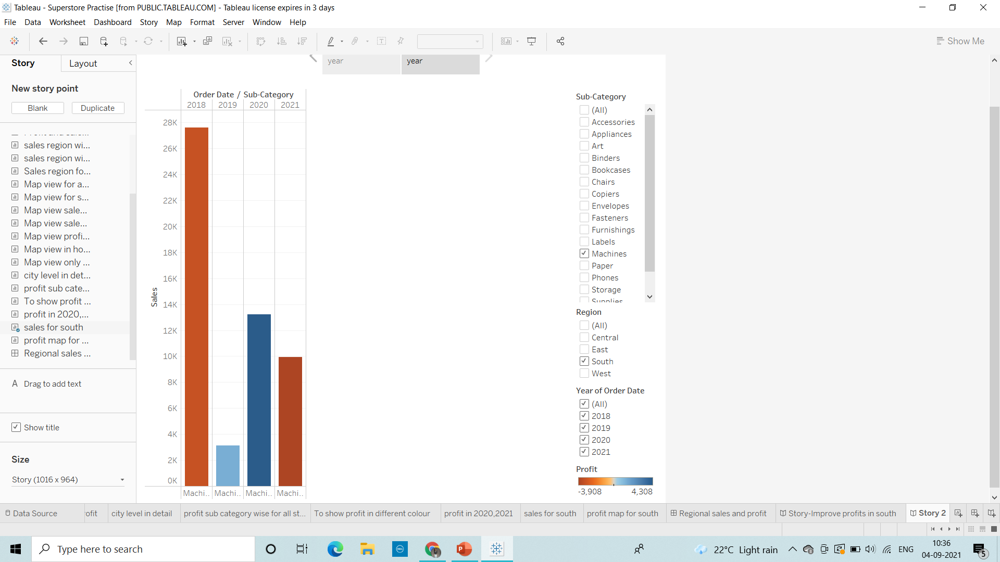 Tableau - Superstore Practise [from PUBLIC.TABLEAU.COM] - Tableau license expires in 3 days
File Data Worksheet Dashboard Story Map Format Server Window Help
Show Me
Story
Layout
New story point
Blank
Duplicate
sales region wi...
sales region wi...
Sales region fo...
Map view for a...
Map view for s...
Map view sale...
Map view sale...
Map view profi...
Map view in ho...
Map view only ...
city level in det...
profit sub cate...
To show profit ...
profit in 2020,...
sales for south
profit map for ...
Regional sales ...
A Drag to add text
Show title
Size
Story (1016 x 964)
year
year
Order Date / Sub-Category
2018 2019 2020 2021
28K
26K
24K
22K
20K
18K
16K
14K
12K
10K
8K
6K
4K
2K
0K
Sales
Machi.. Machi.. Machi.. Machi..
Sub-Category
(All)
Accessories
Appliances
Art
Binders
Bookcases
Chairs
Copiers
Envelopes
Fasteners
Furnishings
Labels
Machines
Paper
Phones
Storage
Supplies
Region
(All)
Central
East
South
West
Year of Order Date
(All)
2018
2019
2020
2021
Profit
-3,908 4,308
Data Source
rofit
city level in detail
profit sub category wise for all st...
To show profit in different colour
profit in 2020,2021
sales for south
profit map for south
Regional sales and profit
Story-Improve profits in south
Story 2
Type here to search
DELL
P
22°C Light rain
ENG
10:36
04-09-2021
5